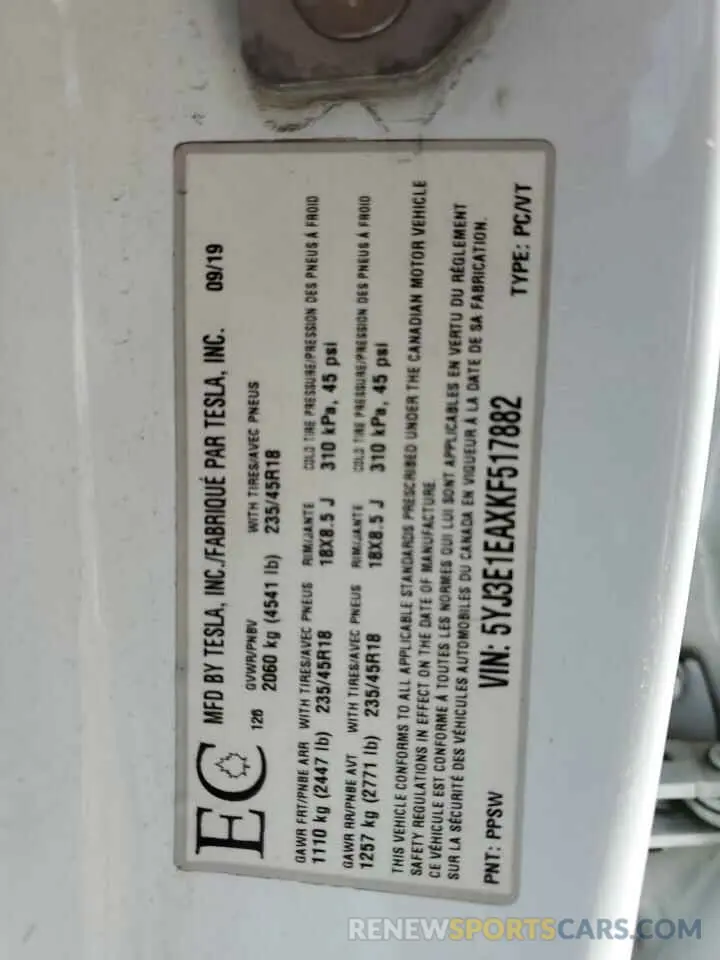 EC
MFD BY TESLA, INC./FABRIQUÉ PAR TESLA, INC. 09/19
126 GVWR/PNBV WITH TIRES/AVEC PNEUS
2060 kg (4541 lb) 235/45R18
GAWR FRT/PNBE ARR WITH TIRES/AVEC PNEUS RIM/JANTE COLD TIRE PRESSURE/PRESSION DES PNEUS À FROID
1110 kg (2447 lb) 235/45R18 18X8.5 J 310 kPa, 45 psi
GAWR RR/PNBE AVT WITH TIRES/AVEC PNEUS RIM/JANTE COLD TIRE PRESSURE/PRESSION DES PNEUS À FROID
1257 kg (2771 lb) 235/45R18 18X8.5 J 310 kPa, 45 psi
THIS VEHICLE CONFORMS TO ALL APPLICABLE STANDARDS PRESCRIBED UNDER THE CANADIAN MOTOR VEHICLE
SAFETY REGULATIONS IN EFFECT ON THE DATE OF MANUFACTURE.
CE VÉHICULE EST CONFORME À TOUTES LES NORMES QUI LUI SONT APPLICABLES EN VERTU DU RÉGLEMENT
SUR LA SÉCURITÉ DES VÉHICULES AUTOMOBILES DU CANADA EN VIGUEUR À LA DATE DE SA FABRICATION.
PNT: PPSW VIN: 5YJ3E1EAXKF517882 TYPE: PC/VT
RENEWSPORTSCARS.COM